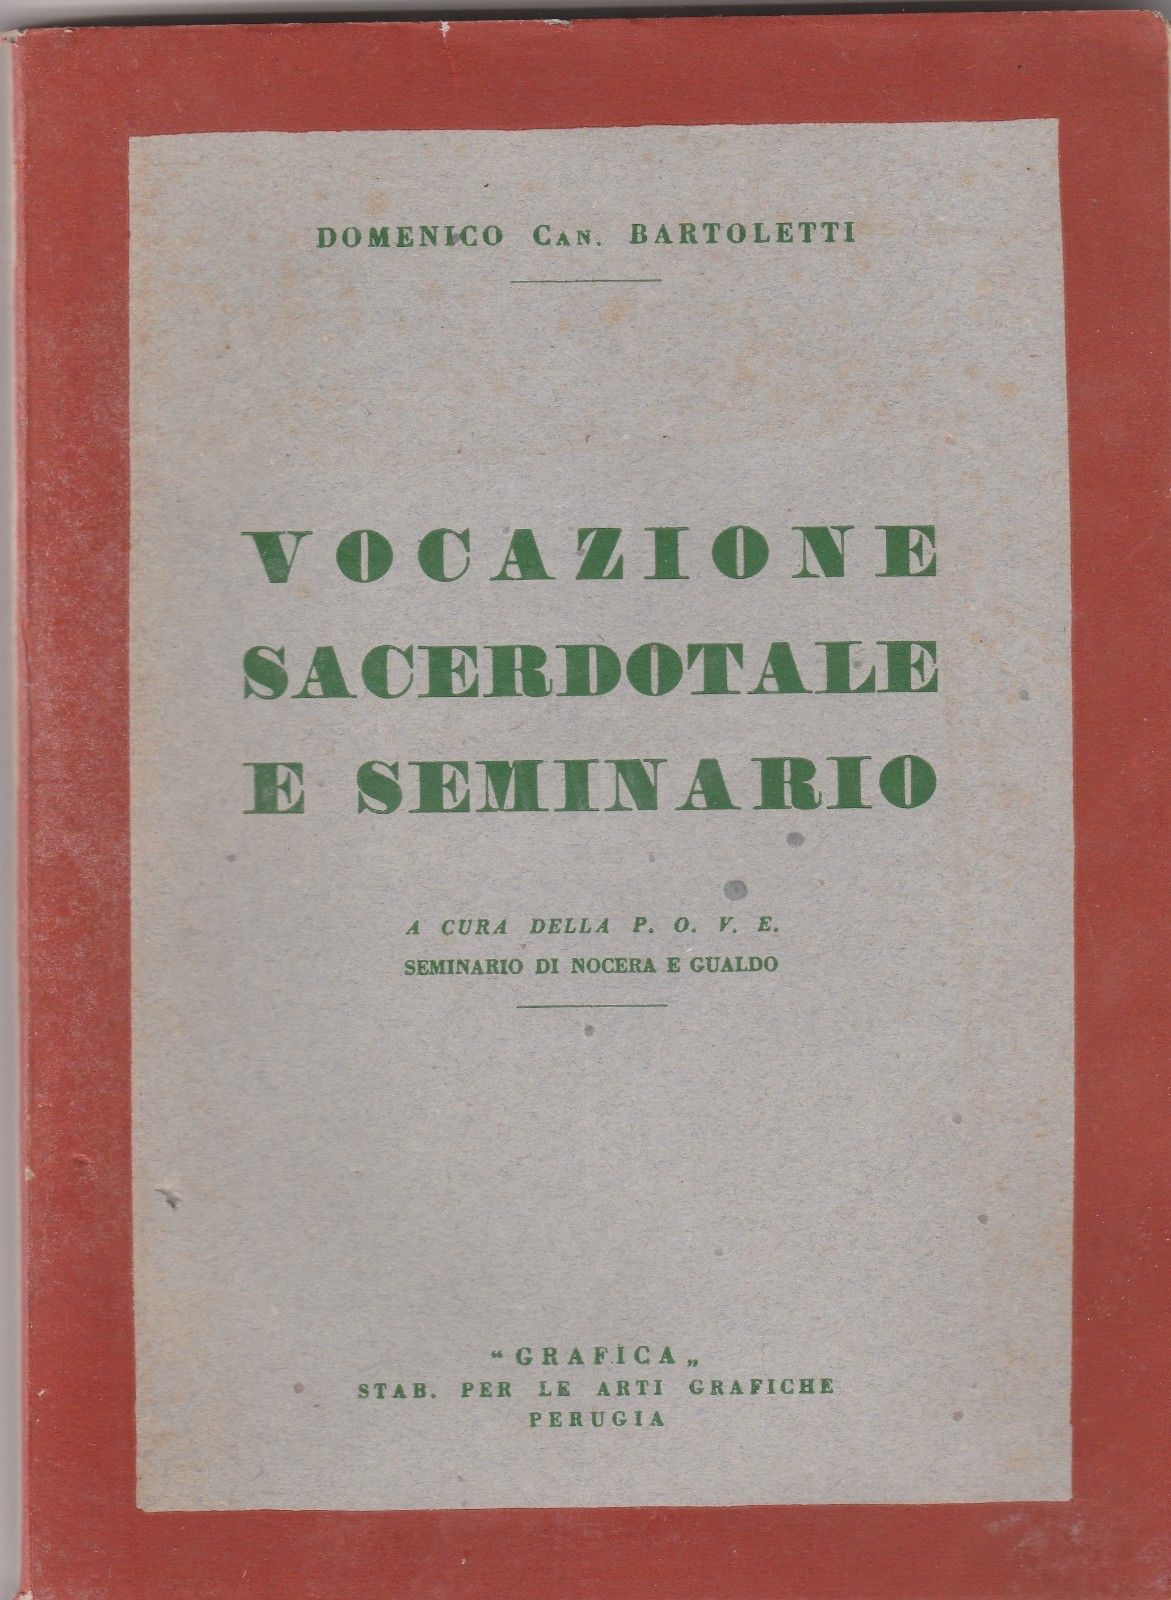 DOMENICO CAN. BARTOLETTI
VOCAZIONE
SACERDOTALE
E SEMINARIO
A CURA DELLA P. O. V. E.
SEMINARIO DI NOCERA E GUALDO
“GRAFICA„
STAB. PER LE ARTI GRAFICHE
PERUGIA